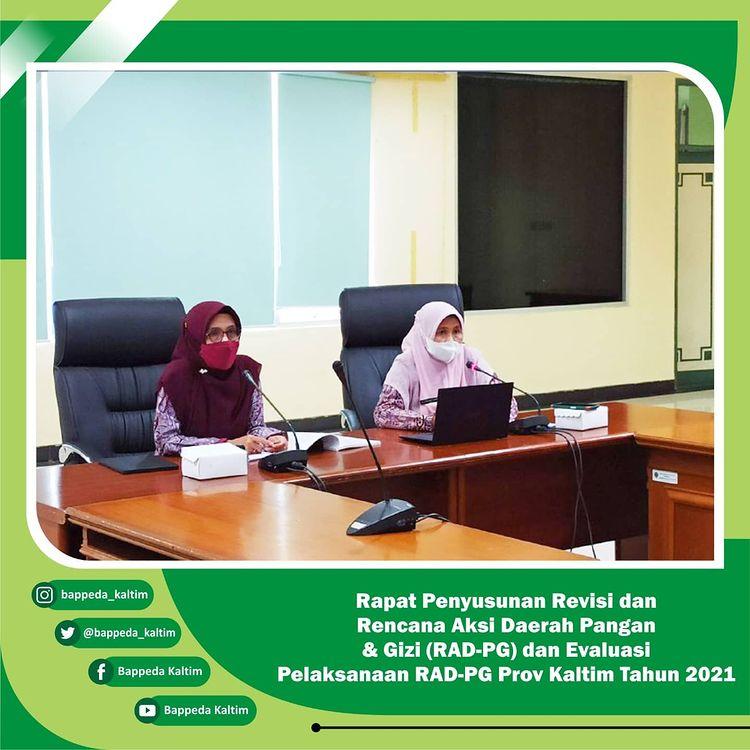 bappeda_kaltim
@bappeda_kaltim
Bappeda Kaltim
Bappeda Kaltim
Rapat Penyusunan Revisi dan
Rencana Aksi Daerah Pangan
& Gizi (RAD-PG) dan Evaluasi
Pelaksanaan RAD-PG Prov Kaltim Tahun 2021